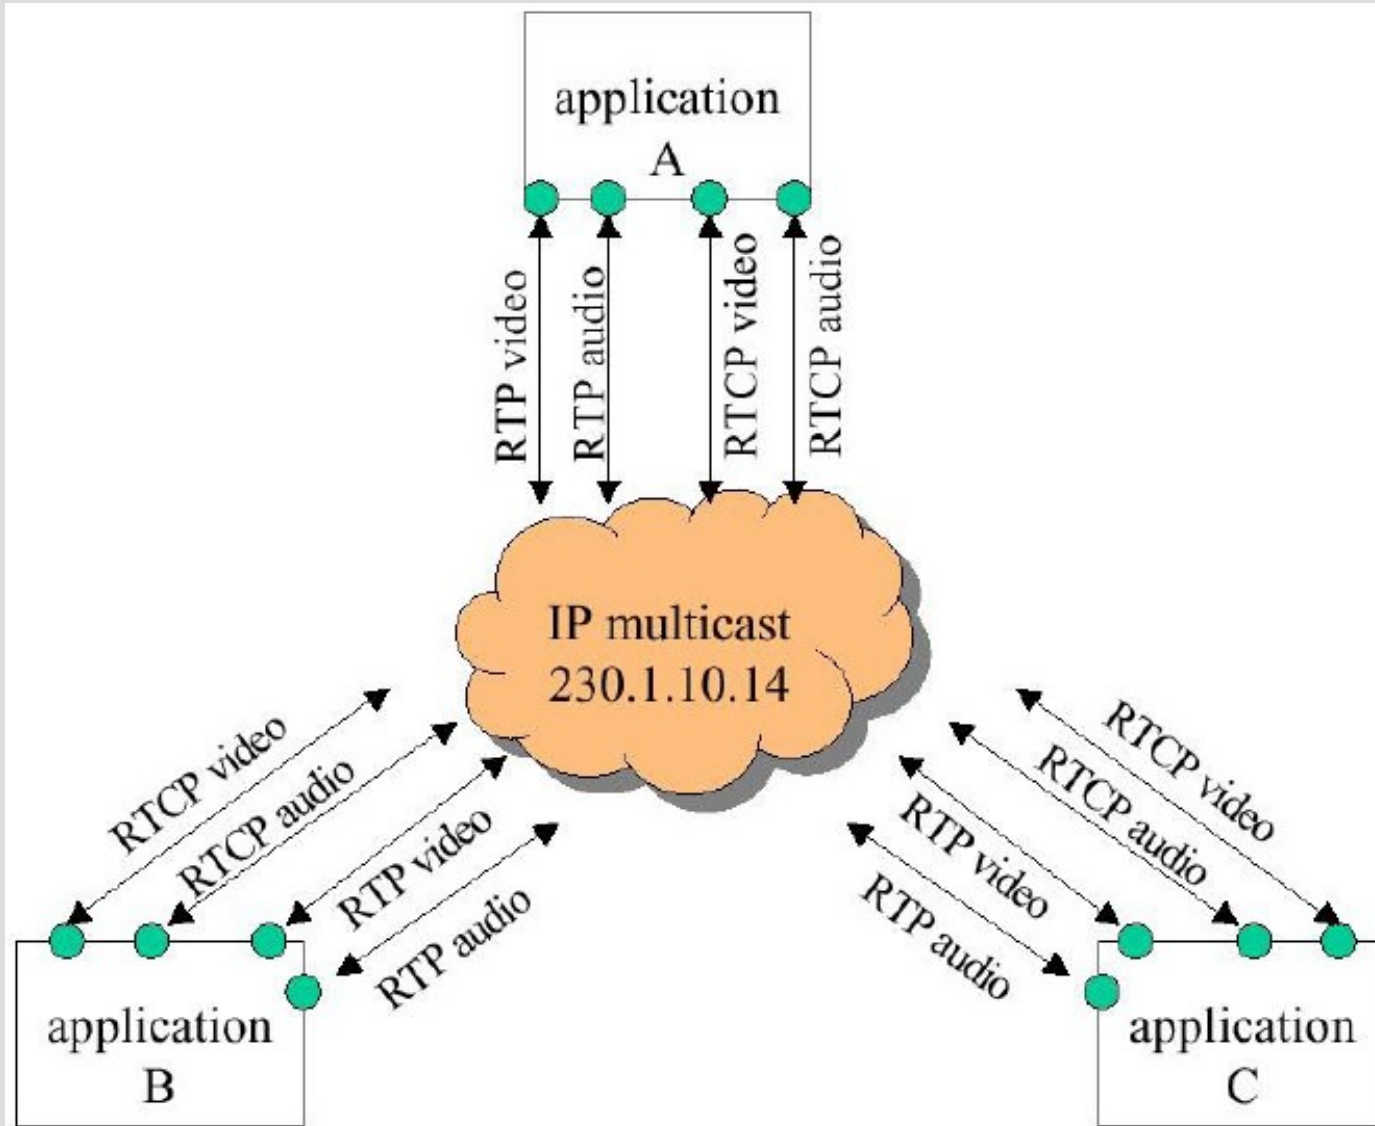 application
A
RTP video
RTP audio
RTCP video
RTCP audio
IP multicast
230.1.10.14
RTCP video
RTCP audio
RTP video
RTP audio
RTCP video
RTCP audio
RTP video
RTP audio
application
B
application
C